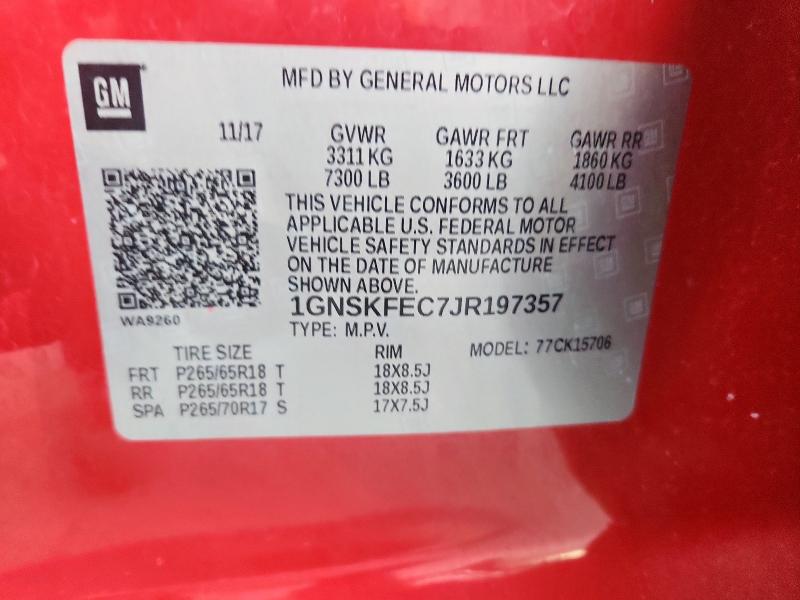 GM
MFD BY GENERAL MOTORS LLC
11/17 GVWR GAWR FRT GAWR RR
3311 KG 1633 KG 1860 KG
7300 LB 3600 LB 4100 LB
THIS VEHICLE CONFORMS TO ALL
APPLICABLE U.S. FEDERAL MOTOR
VEHICLE SAFETY STANDARDS IN EFFECT
ON THE DATE OF MANUFACTURE
SHOWN ABOVE.
1GNSKFEC7JR197357
WA9260
TYPE: M.P.V.
TIRE SIZE RIM MODEL: 77CK15706
FRT P265/65R18 T 18X8.5J
RR P265/65R18 T 18X8.5J
SPA P265/70R17 S 17X7.5J